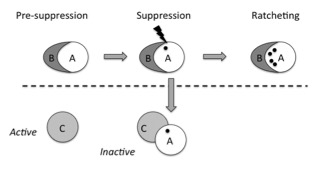 Pre-suppression Suppression Ratcheting
B A B A B A
Active C C A
Inactive